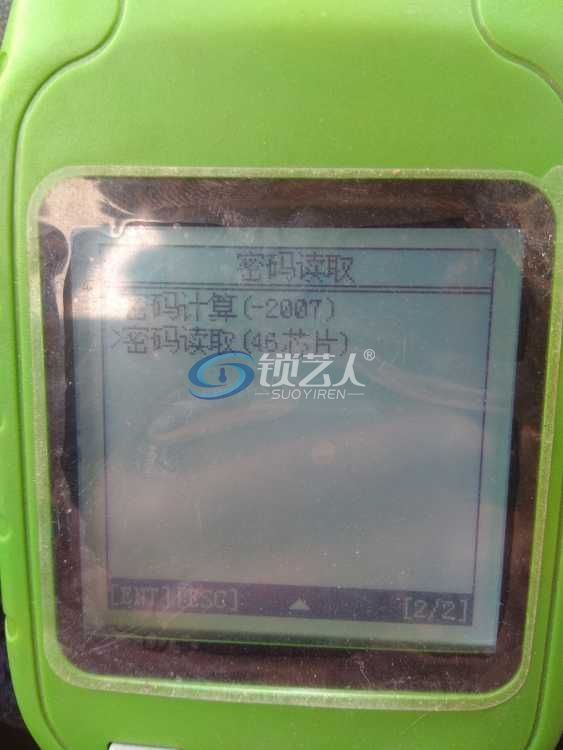 密码读取
密码计算(-2007)
>密码读取(46芯片)
锁艺人®
SUOYIREN
[ENT][ESC] [2/2]